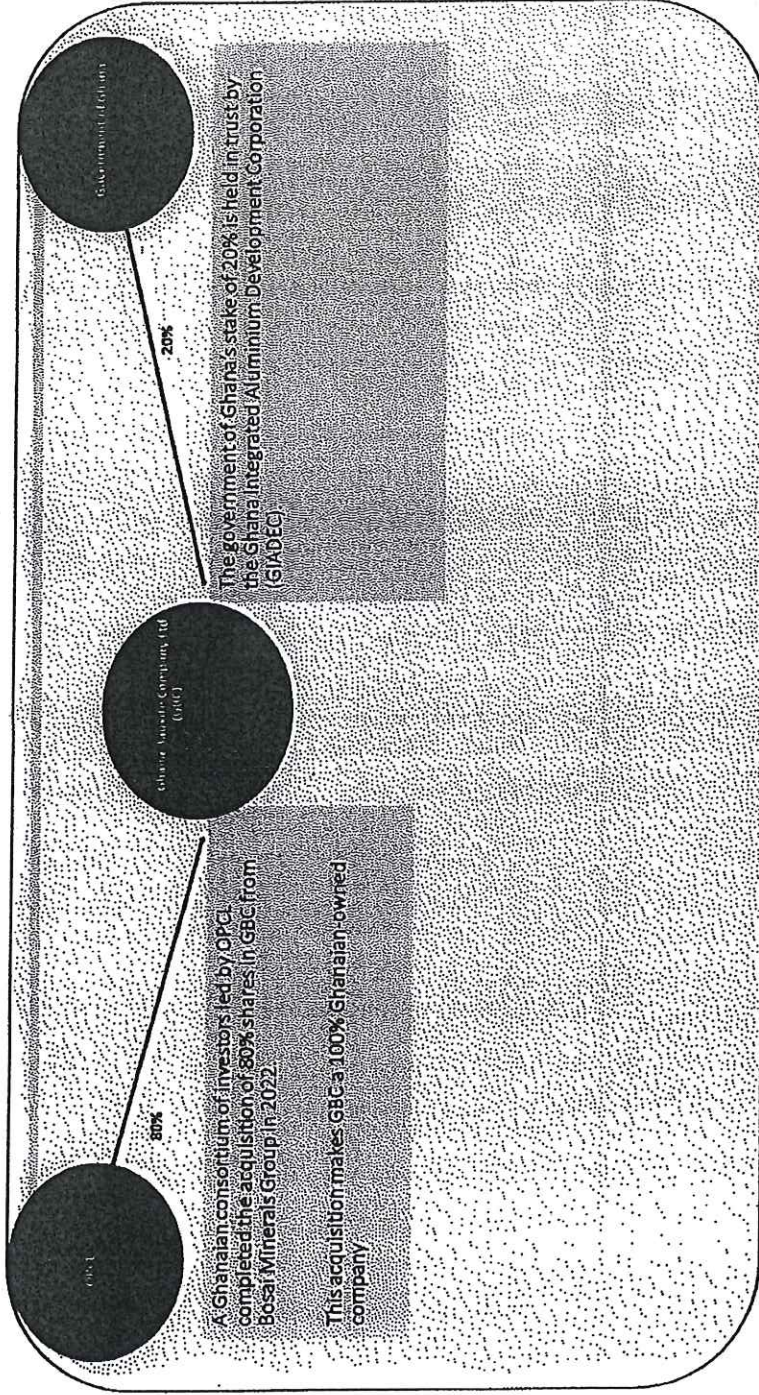 OPCL
80%
A Ghanaian consortium of investors led by OPCL
completed the acquisition of 80% shares in GBC from
Bosai Minerals Group in 2022.
This acquisition makes GBC a 100% Ghanaian-owned
company
Ghana Bauxite Company Ltd
(GBC)
20%
Government of Ghana
The government of Ghana's stake of 20% is held in trust by
the Ghana Integrated Aluminium Development Corporation
(GIADEC).